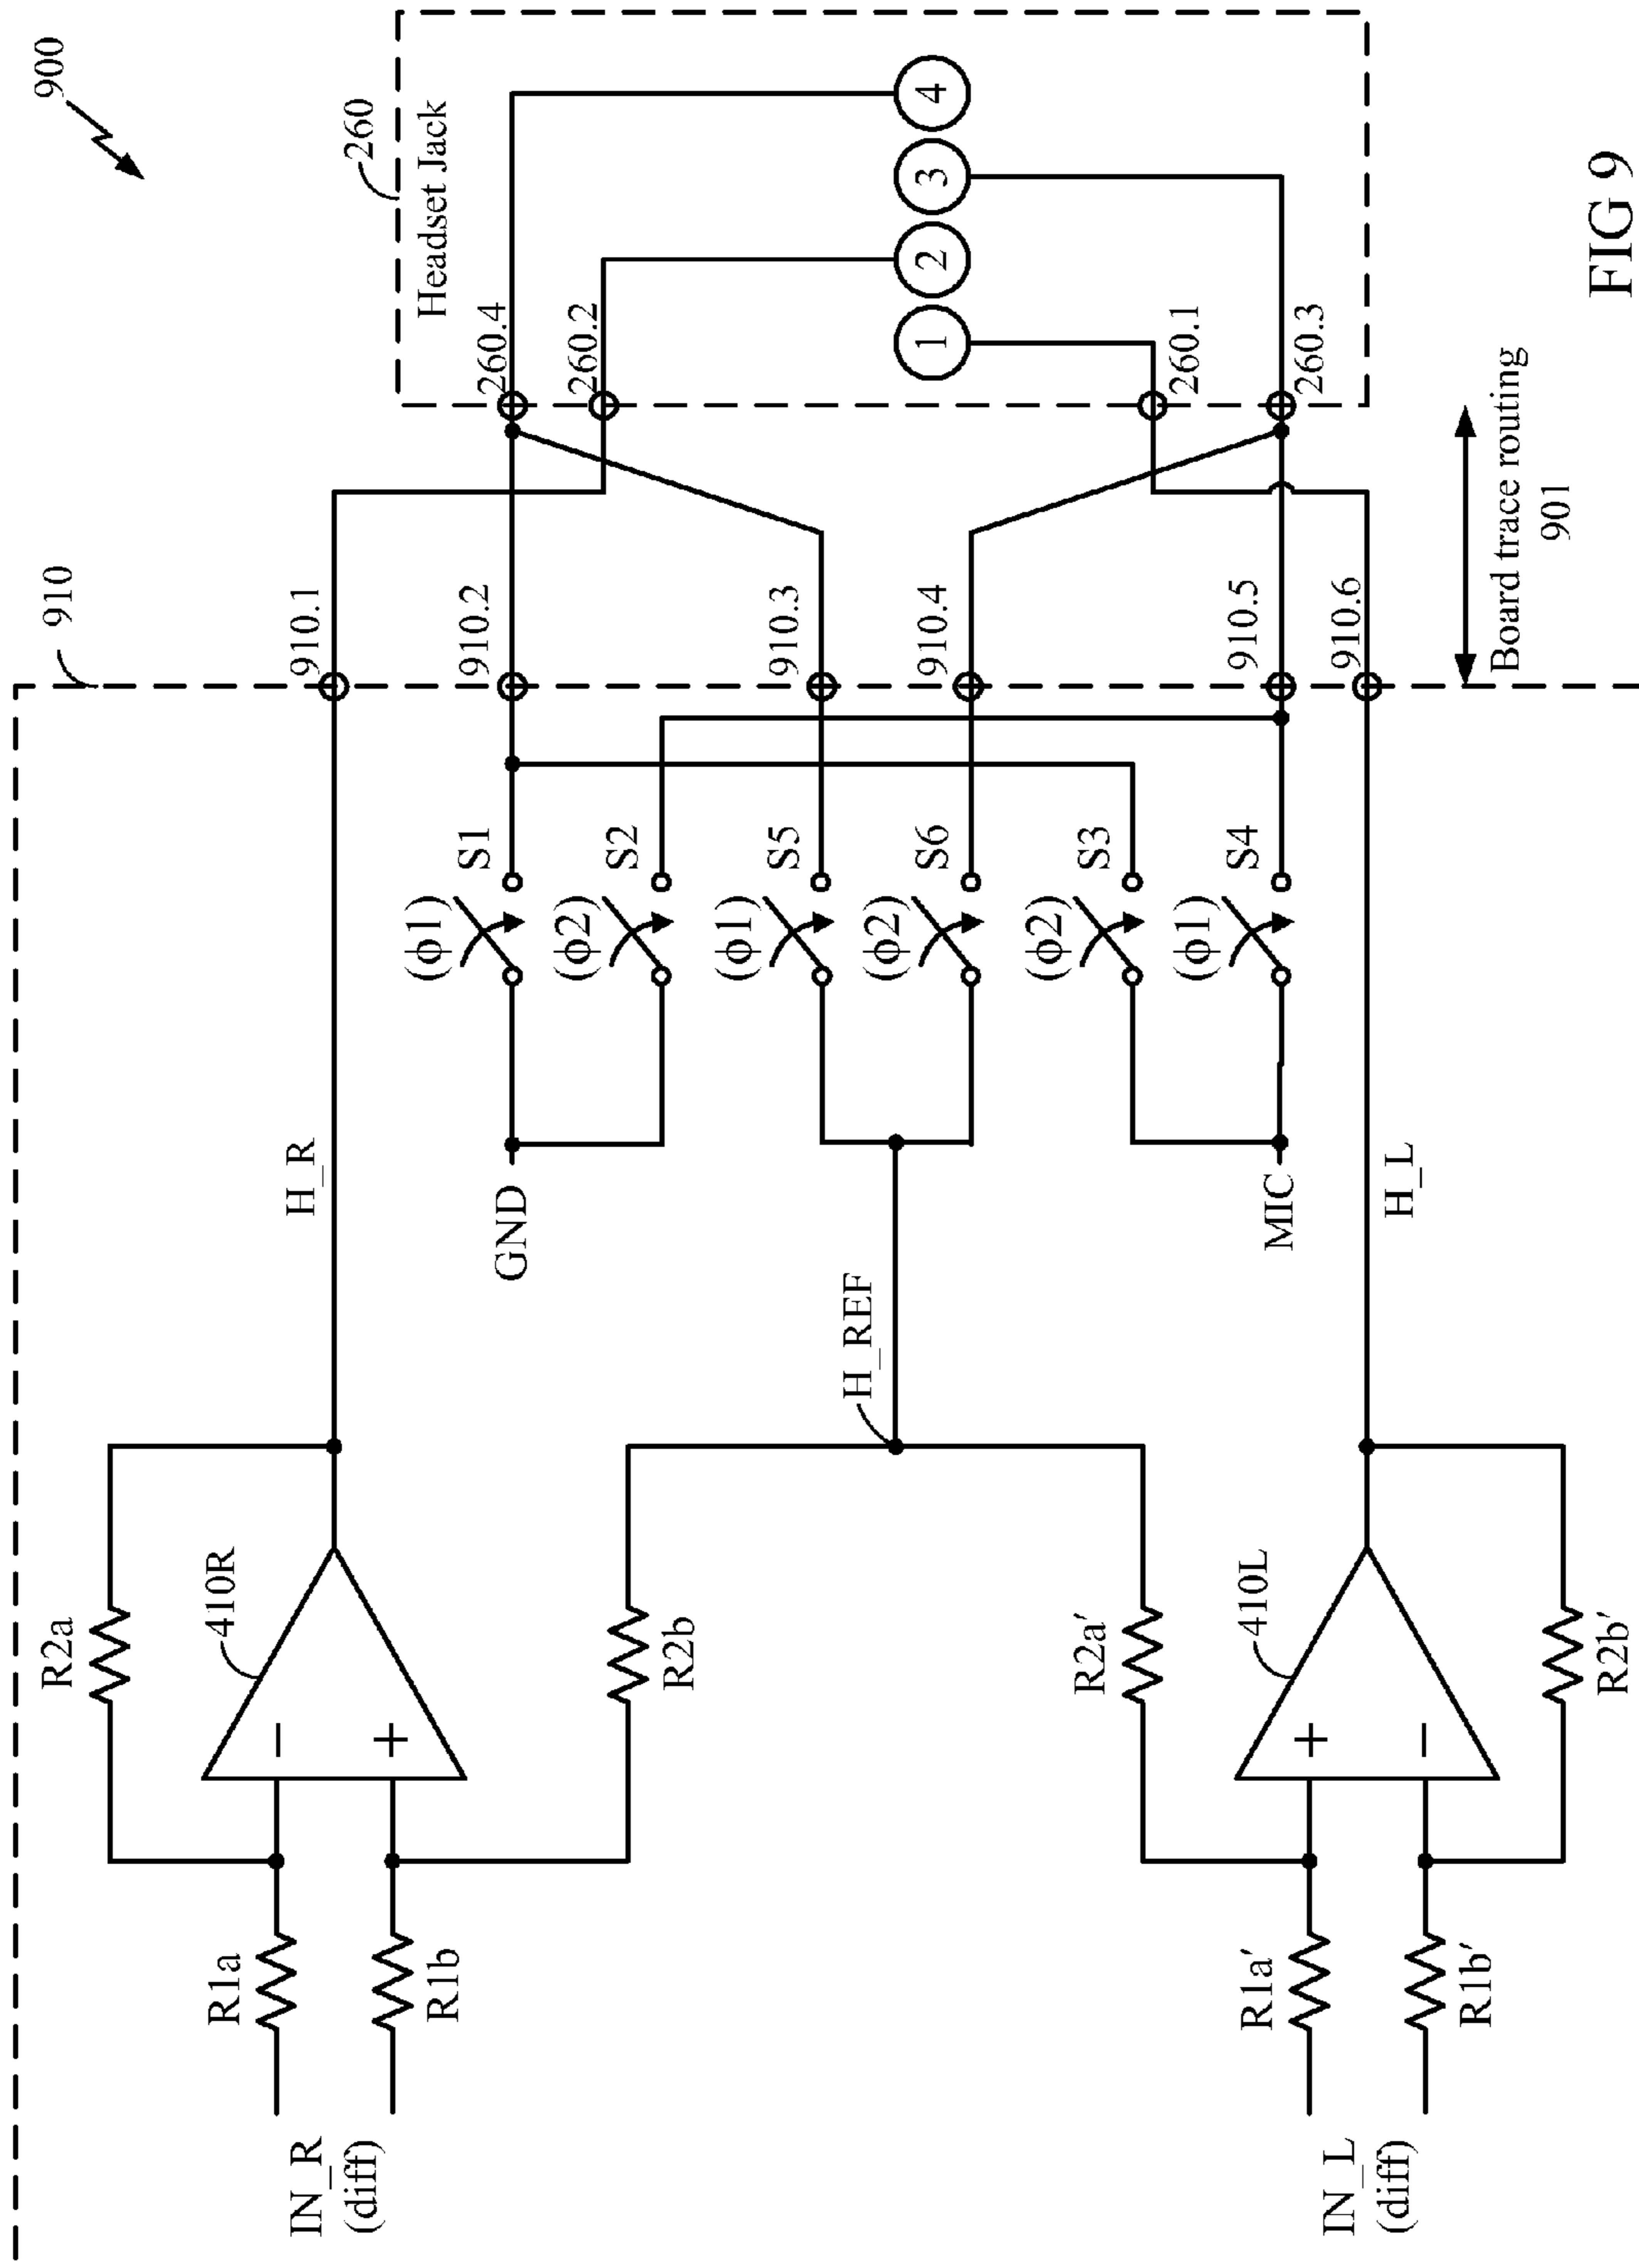 900
260
Headset Jack
4
3
2
1
260.4
260.2
260.1
260.3
910
910.1
910.2
910.3
910.4
910.5
910.6
Board trace routing
901
H_R
(ϕ1)
S1
(ϕ2)
S2
(ϕ1)
S5
(ϕ2)
S6
(ϕ2)
S3
(ϕ1)
S4
GND
MIC
H_L
H_REF
R2a
410R
−
+
R2b
R1a
R1b
IN_R
(diff)
R2a′
410L
+
−
R2b′
R1a′
R1b′
IN_L
(diff)
FIG 9